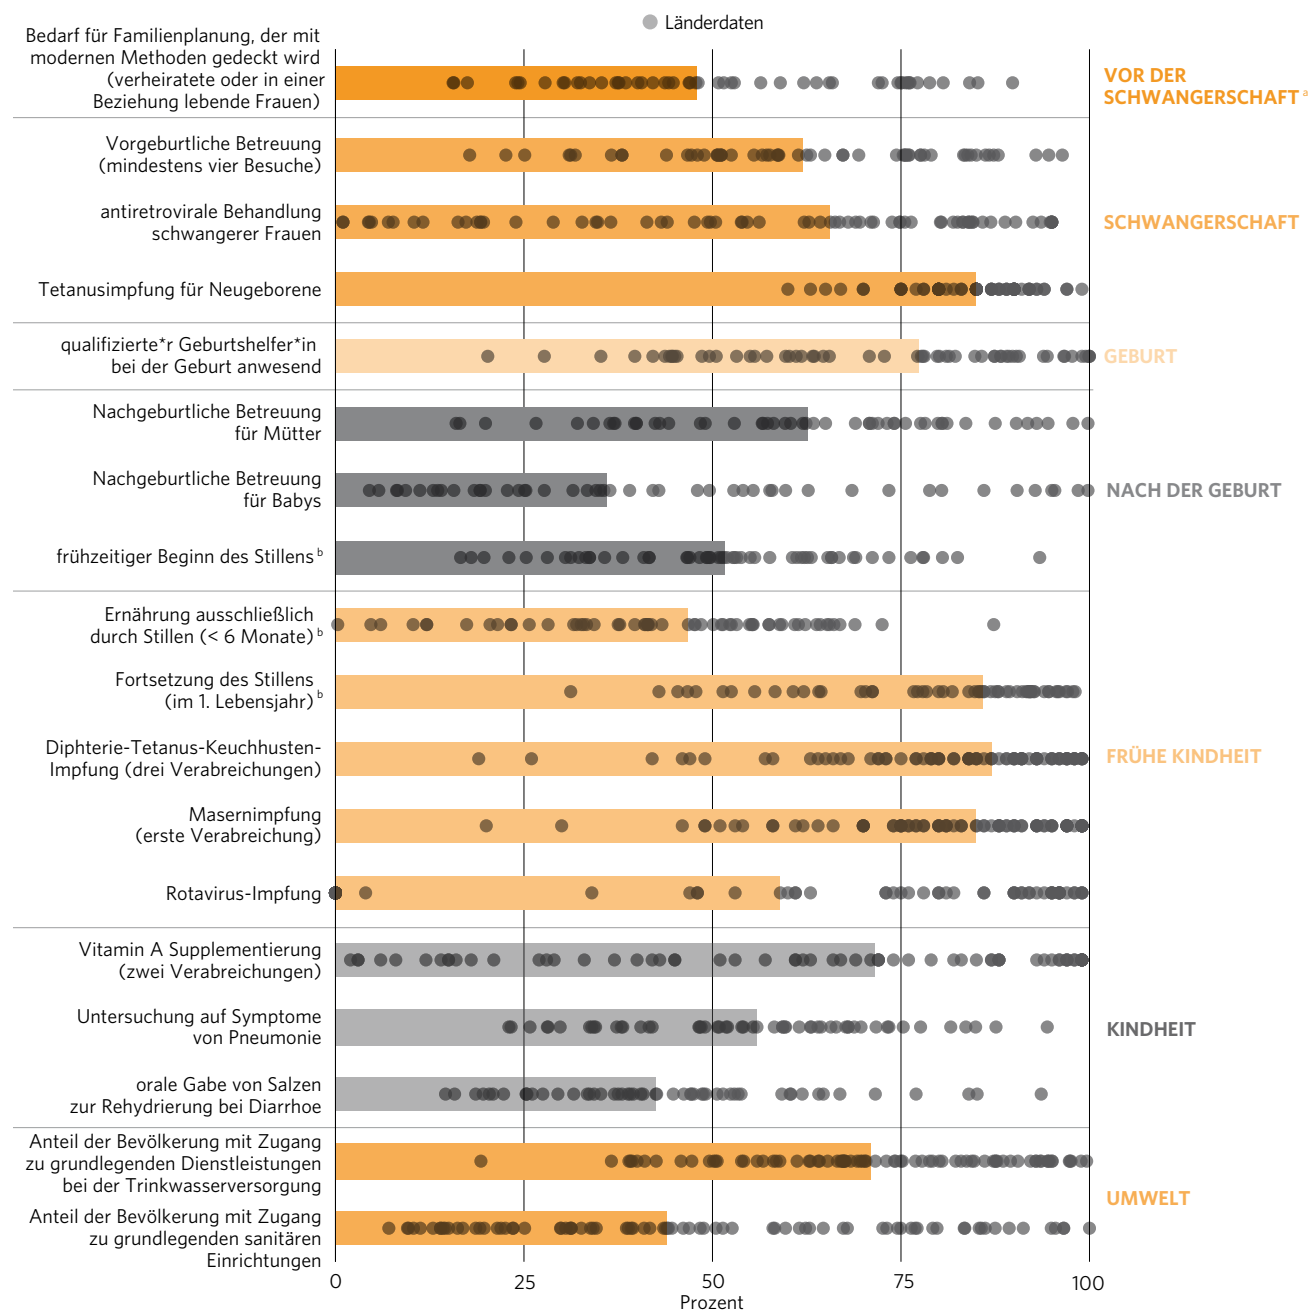 Länderdaten
Bedarf für Familienplanung, der mit
modernen Methoden gedeckt wird
(verheiratete oder in einer
Beziehung lebende Frauen)
VOR DER
SCHWANGERSCHAFT a
Vorgeburtliche Betreuung
(mindestens vier Besuche)
antiretrovirale Behandlung
schwangerer Frauen
SCHWANGERSCHAFT
Tetanusimpfung für Neugeborene
qualifizierte*r Geburtshelfer*in
bei der Geburt anwesend
GEBURT
Nachgeburtliche Betreuung
für Mütter
Nachgeburtliche Betreuung
für Babys
NACH DER GEBURT
frühzeitiger Beginn des Stillens b
Ernährung ausschließlich
durch Stillen (< 6 Monate) b
Fortsetzung des Stillens
(im 1. Lebensjahr) b
Diphterie-Tetanus-Keuchhusten-
Impfung (drei Verabreichungen)
FRÜHE KINDHEIT
Masernimpfung
(erste Verabreichung)
Rotavirus-Impfung
Vitamin A Supplementierung
(zwei Verabreichungen)
Untersuchung auf Symptome
von Pneumonie
KINDHEIT
orale Gabe von Salzen
zur Rehydrierung bei Diarrhoe
Anteil der Bevölkerung mit Zugang
zu grundlegenden Dienstleistungen
bei der Trinkwasserversorgung
UMWELT
Anteil der Bevölkerung mit Zugang
zu grundlegenden sanitären
Einrichtungen
0 25 50 75 100
Prozent